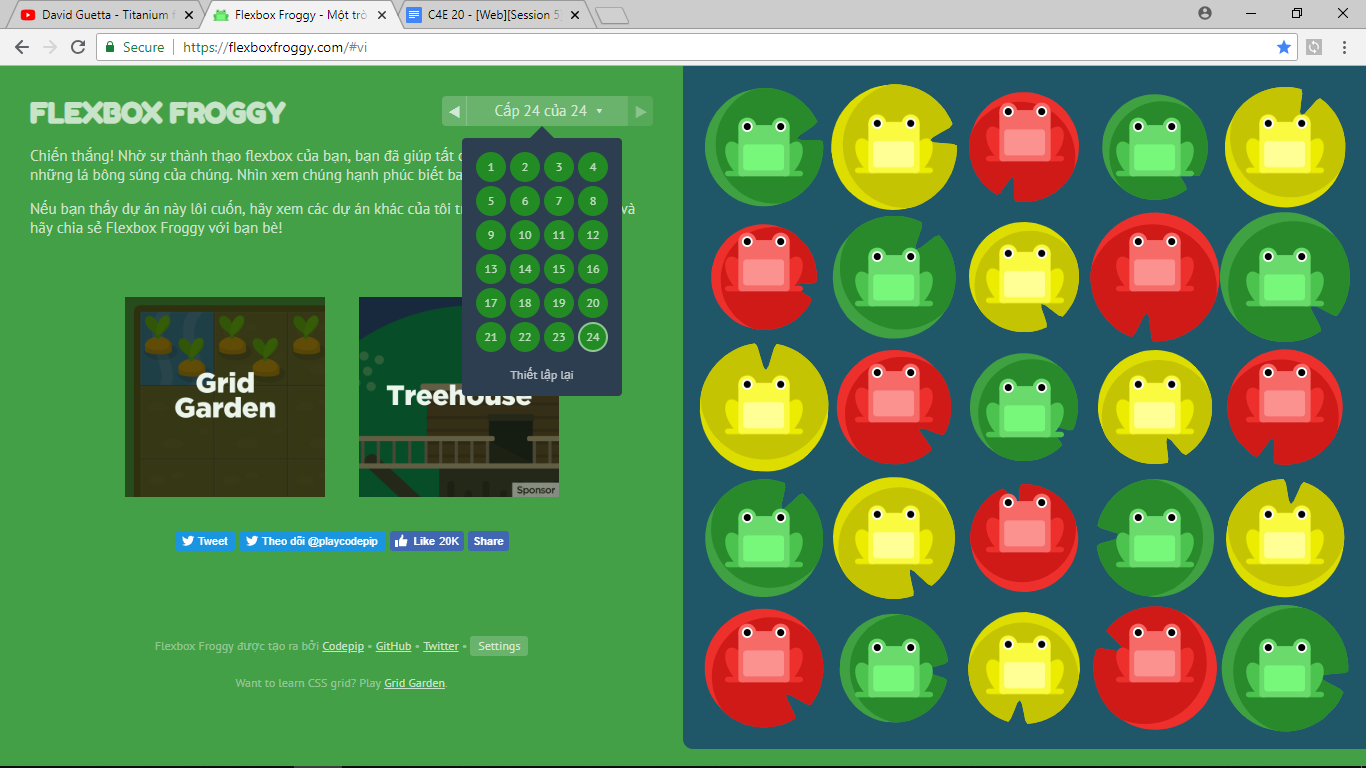 David Guetta - Titanium f
Flexbox Froggy - Một trò
C4E 20 - [Web][Session 5
Secure
https://flexboxfroggy.com/#vi
FLEXBOX FROGGY
Cấp 24 của 24
Chiến thắng! Nhờ sự thành thạo flexbox của bạn, bạn đã giúp tất
những lá bông súng của chúng. Nhìn xem chúng hạnh phúc biết
Nếu bạn thấy dự án này lôi cuốn, hãy xem các dự án khác của tôi và
hãy chia sẻ Flexbox Froggy với bạn bè!
1 2 3 4
5 6 7 8
9 10 11 12
13 14 15 16
17 18 19 20
21 22 23 24
Thiết lập lại
Grid
Garden
Treehouse
Sponsor
Tweet
Theo dõi @playcodepip
Like 20K
Share
Flexbox Froggy được tạo ra bởi Codepip • GitHub • Twitter • Settings
Want to learn CSS grid? Play Grid Garden.